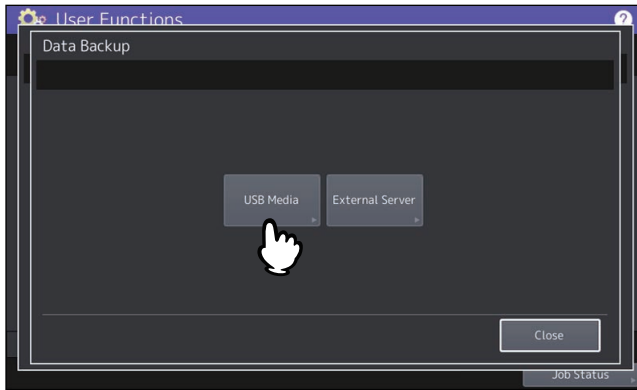 User Functions
?
Data Backup
USB Media
External Server
Close
Job Status